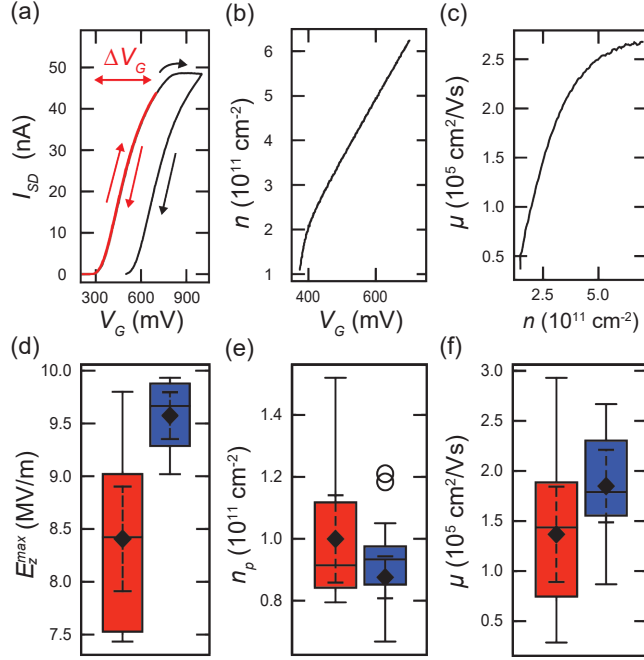 (a)
ΔV_G
I_SD (nA)
50
40
30
20
10
0
300 600 900
V_G (mV)
(b)
n (10^11 cm^-2)
6
5
4
3
2
1
400 600
V_G (mV)
(c)
μ (10^5 cm^2/Vs)
2.5
2.0
1.5
1.0
0.5
2.5 5.0
n (10^11 cm^-2)
(d)
E_z^max (MV/m)
10.0
9.5
9.0
8.5
8.0
7.5
(e)
n_p (10^11 cm^-2)
1.4
1.2
1.0
0.8
(f)
μ (10^5 cm^2/Vs)
3.0
2.5
2.0
1.5
1.0
0.5